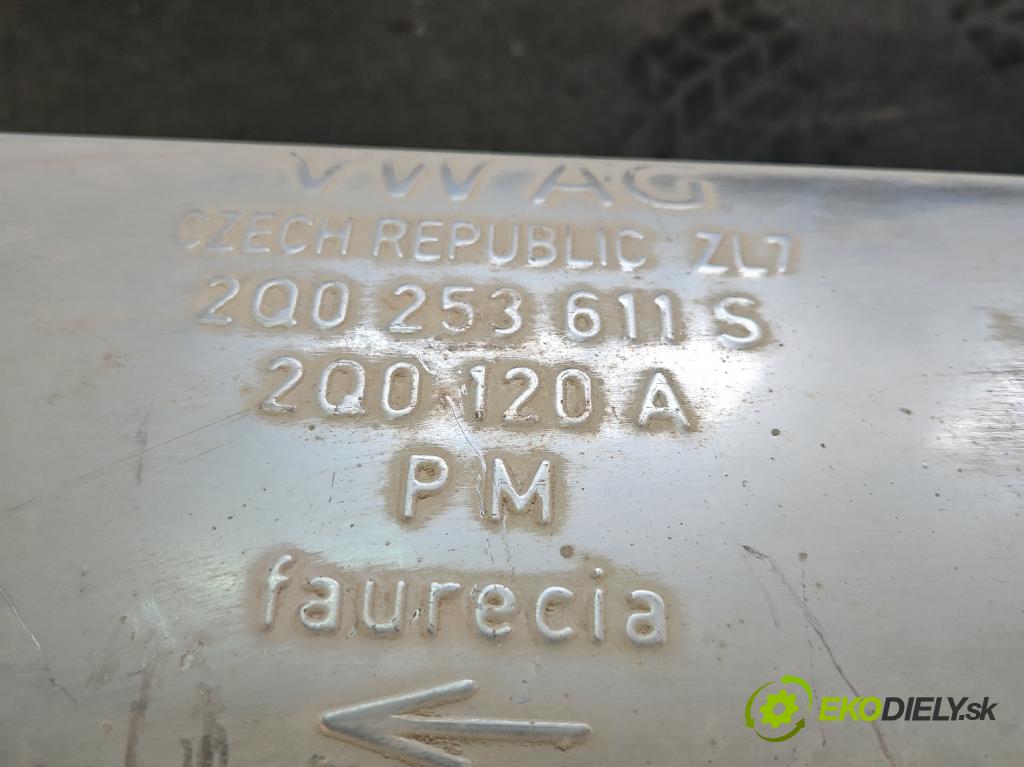 VW AG
CZECH REPUBLIC ZL7
2Q0 253 611 S
2Q0 120 A
PM
faurecia
EKODIELY.sk